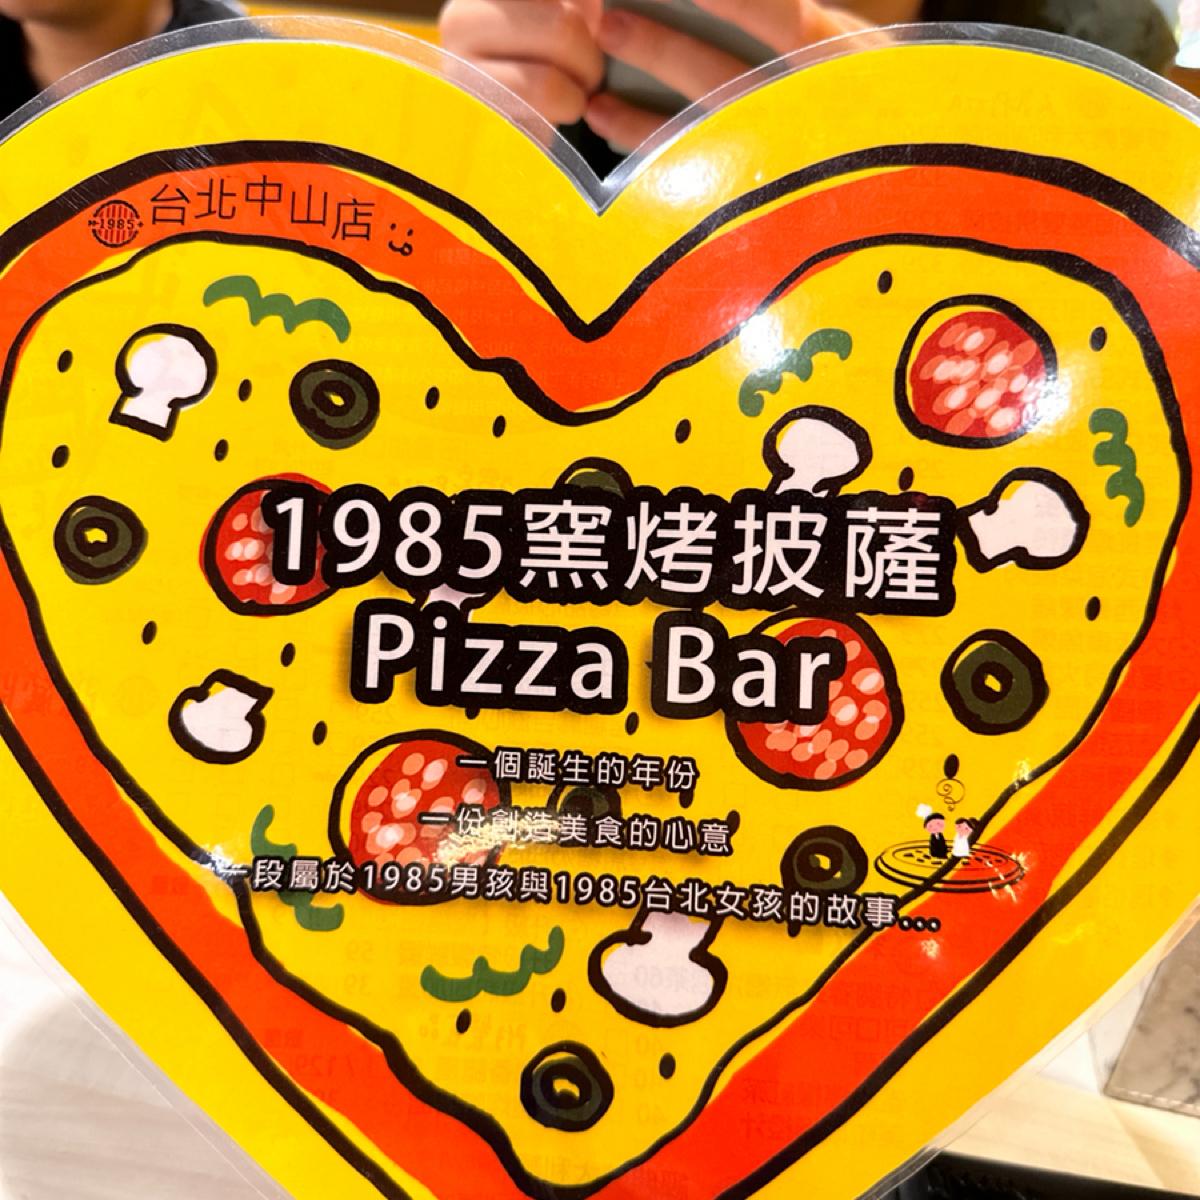 1985
台北中山店
1985窯烤披薩
Pizza Bar
一個誕生的年份
一份創造美食的心意
一段屬於1985男孩與1985台北女孩的故事...